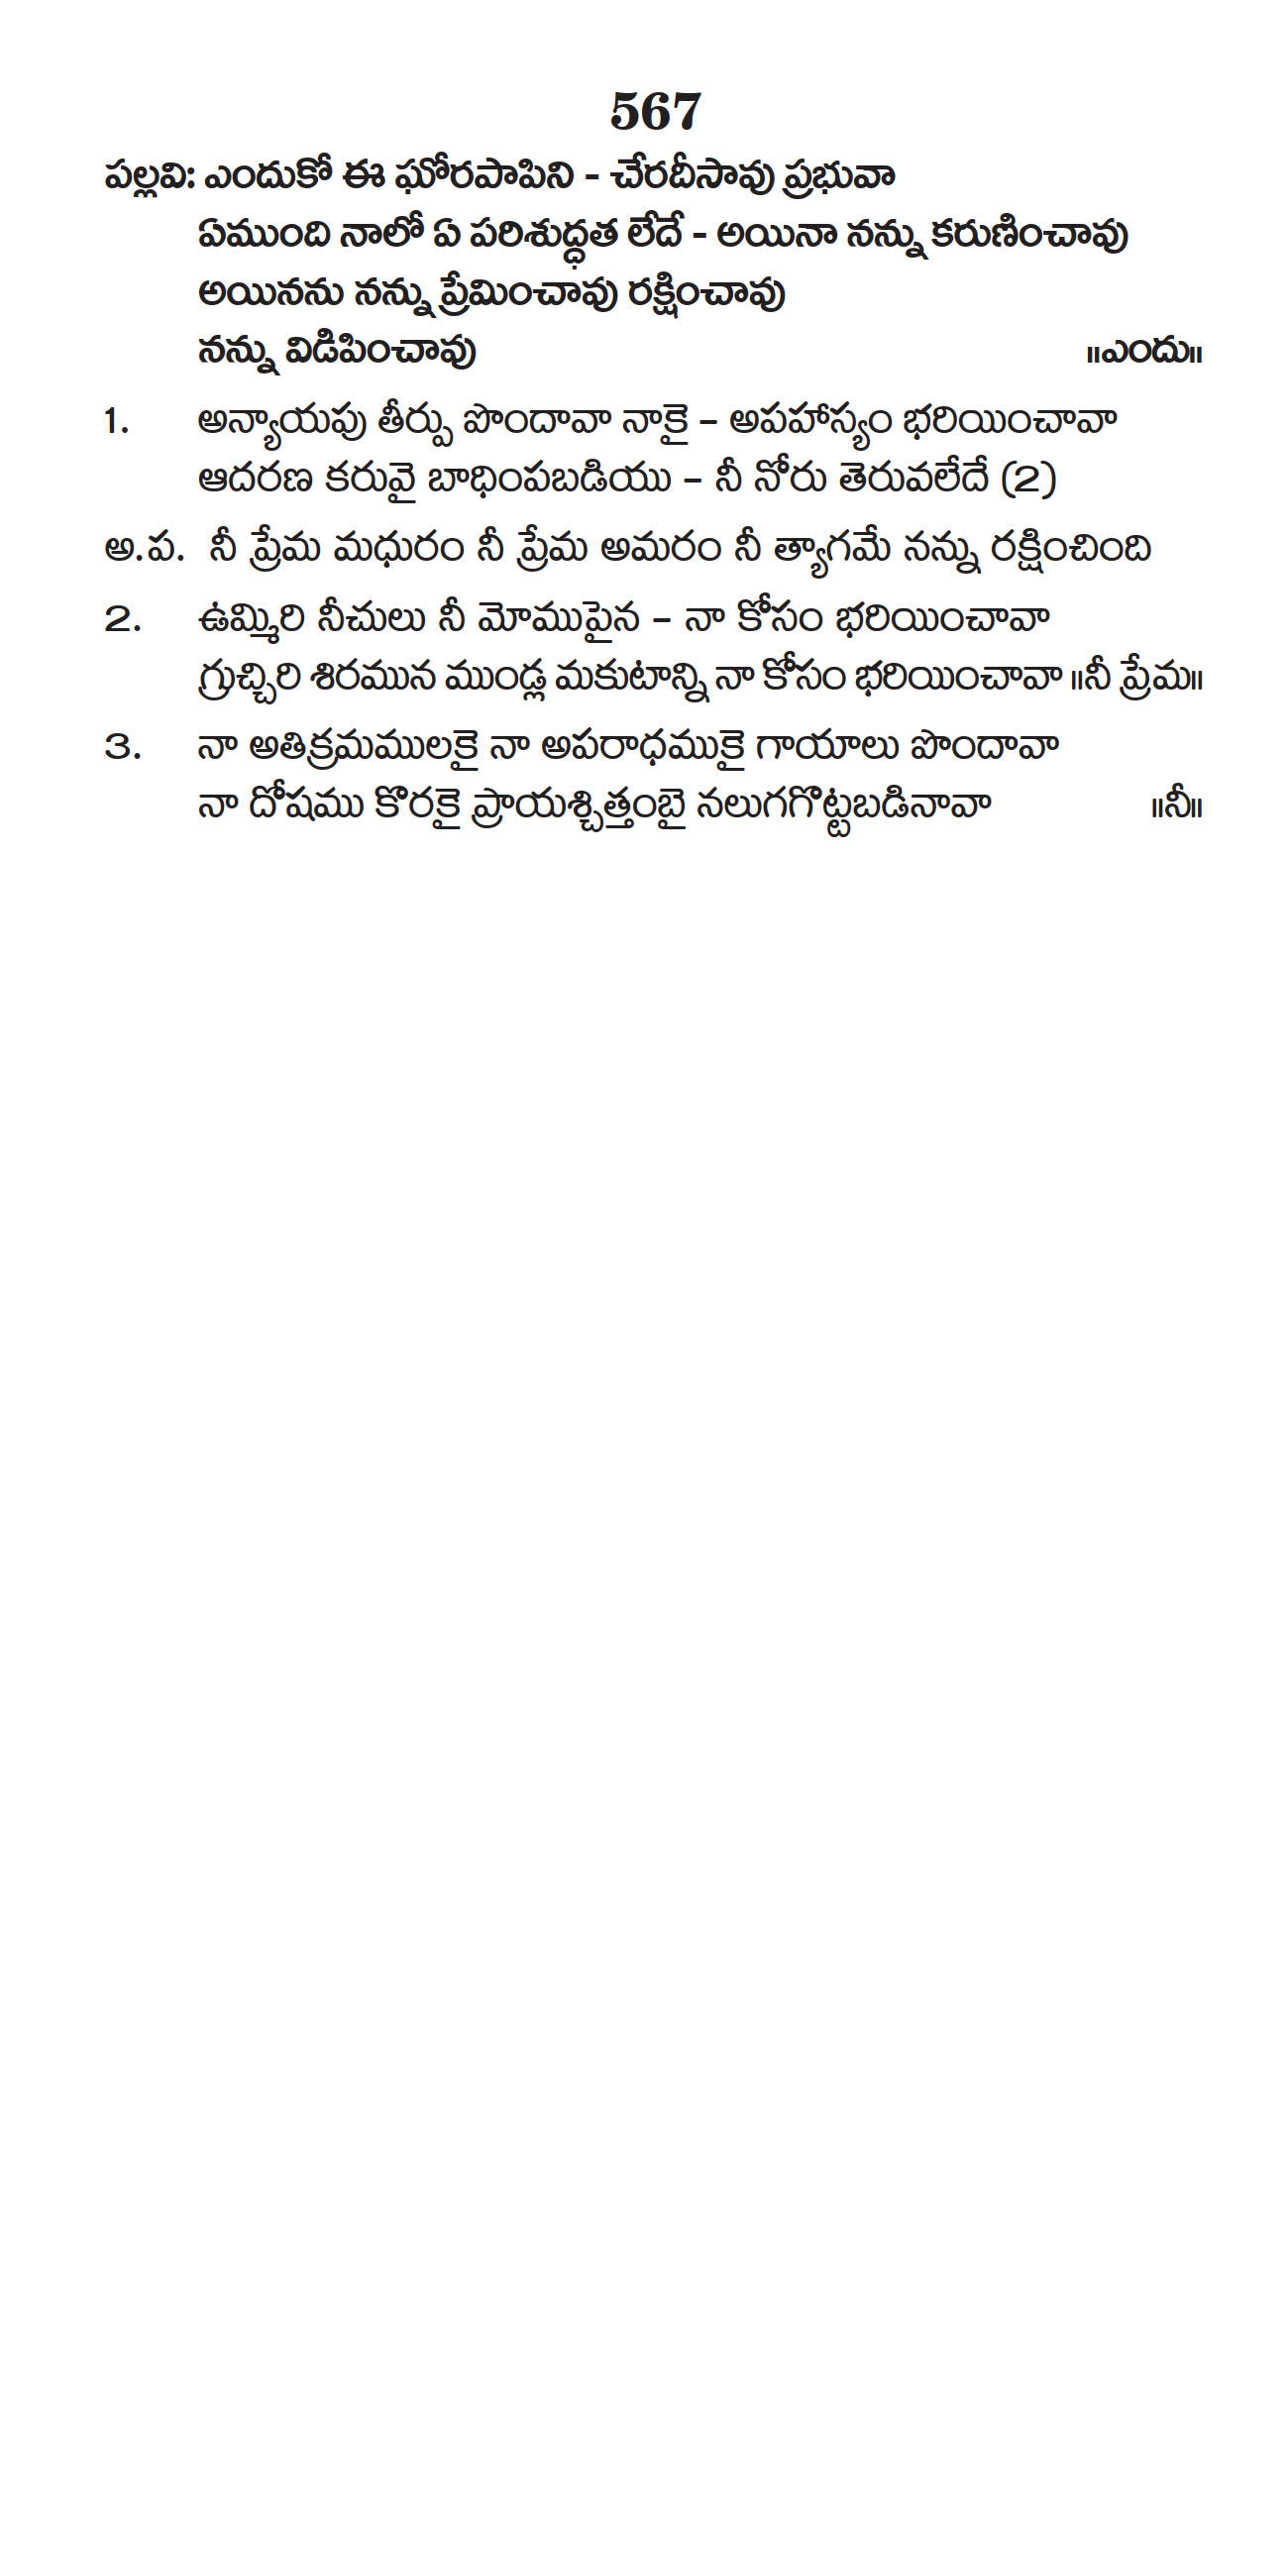 567
పల్లవి: ఎందుకో ఈ ఘోరపాపిని - చేరదీసావు ప్రభువా
ఏముంది నాలో ఏ పరిశుద్ధత లేదే - అయినా నన్ను కరుణించావు
అయినను నన్ను ప్రేమించావు రక్షించావు
నన్ను విడిపించావు ॥ఎందు॥
1. అన్యాయపు తీర్పు పొందావా నాకై – అపహాస్యం భరియించావా
ఆదరణ కరువై బాధింపబడియు – నీ నోరు తెరువలేదే (2)
అ.ప. నీ ప్రేమ మధురం నీ ప్రేమ అమరం నీ త్యాగమే నన్ను రక్షించింది
2. ఉమ్మిరి నీచులు నీ మోముపైన – నా కోసం భరియించావా
గ్రుచ్చిరి శిరమున ముండ్ల మకుటాన్ని నా కోసం భరియించావా ॥నీ ప్రేమ॥
3. నా అతిక్రమములకై నా అపరాధముకై గాయాలు పొందావా
నా దోషము కొరకై ప్రాయశ్చిత్తంబై నలుగగొట్టబడినావా ॥నీ॥